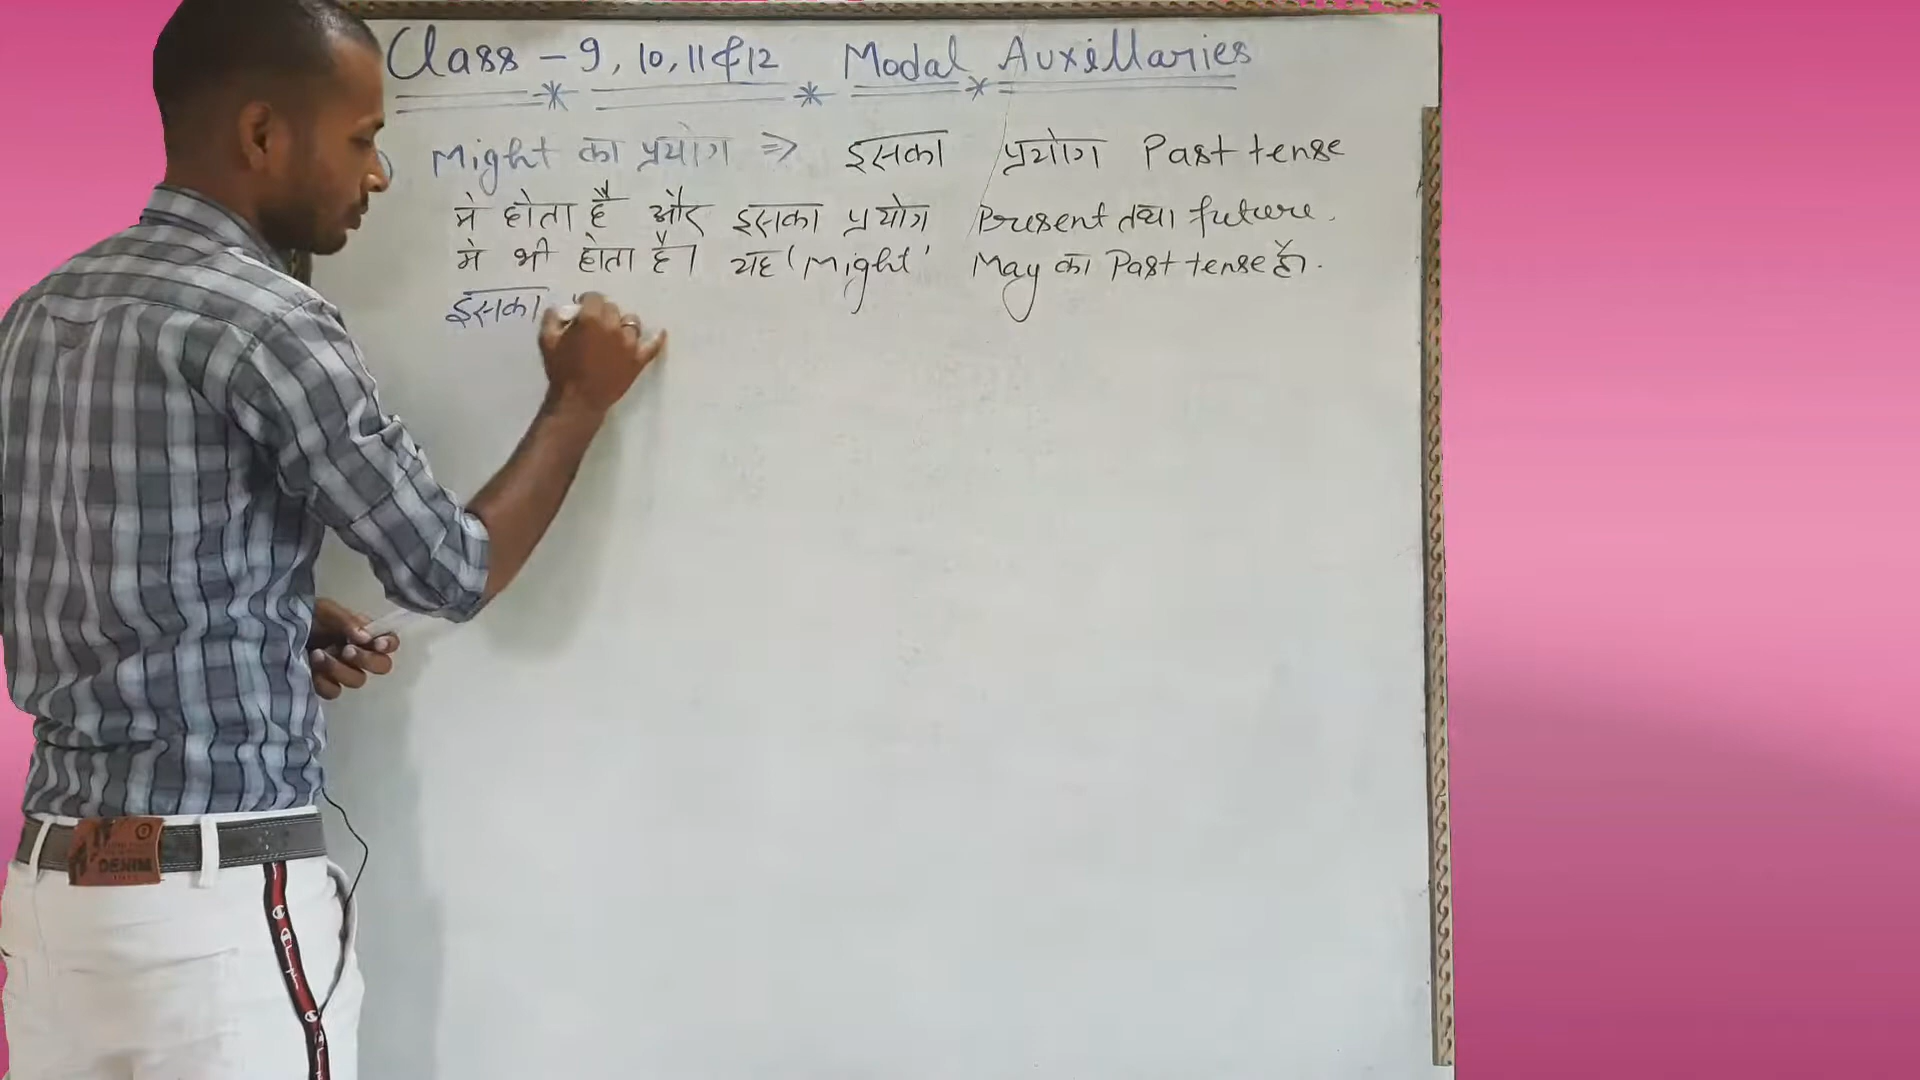 Class - 9, 10, 11 & 12 Modal Auxillaries
Might का प्रयोग ⇒ इसका प्रयोग Past tense
मे होता है और इसका प्रयोग Present तथा future.
मे भी होता है। यह 'Might' May का Past tense है।.
इसका
DENIM